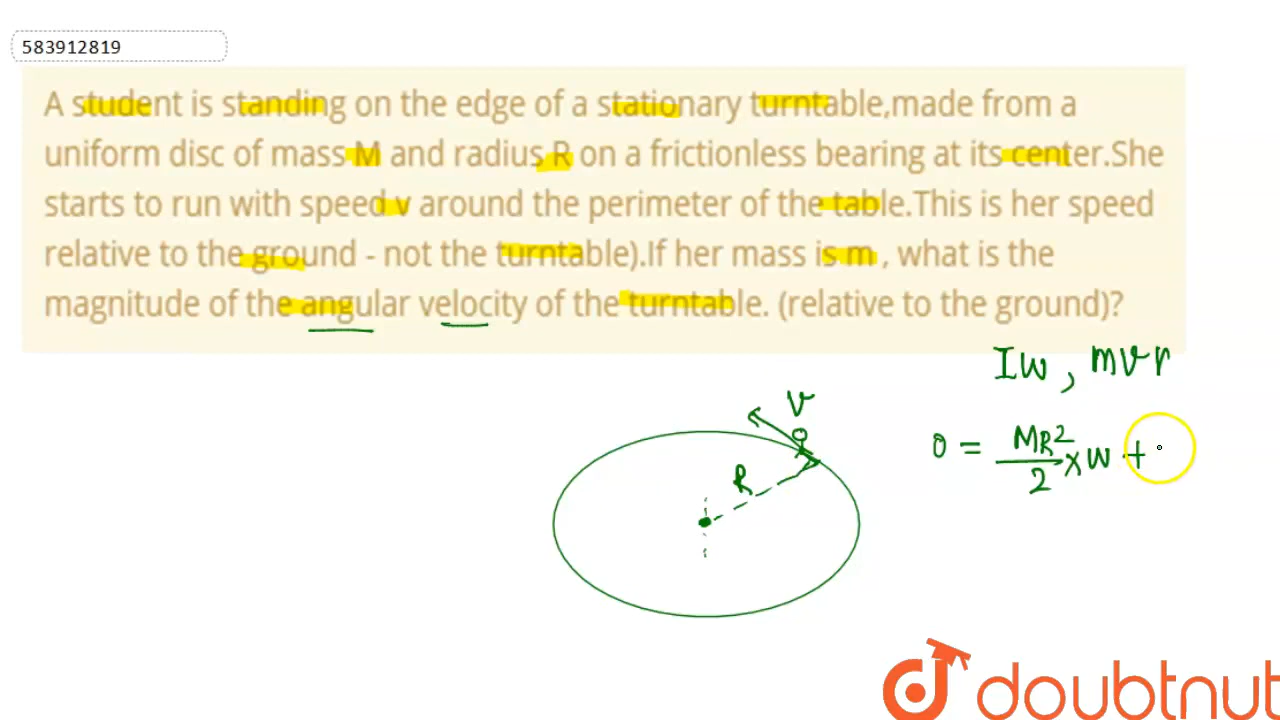 583912819
A student is standing on the edge of a stationary turntable,made from a
uniform disc of mass M and radius R on a frictionless bearing at its center.She
starts to run with speed v around the perimeter of the table.This is her speed
relative to the ground - not the turntable).If her mass is m , what is the
magnitude of the angular velocity of the turntable. (relative to the ground)?
Iw , mvr
v
0 = MR²/2 × w +
R
doubtnut